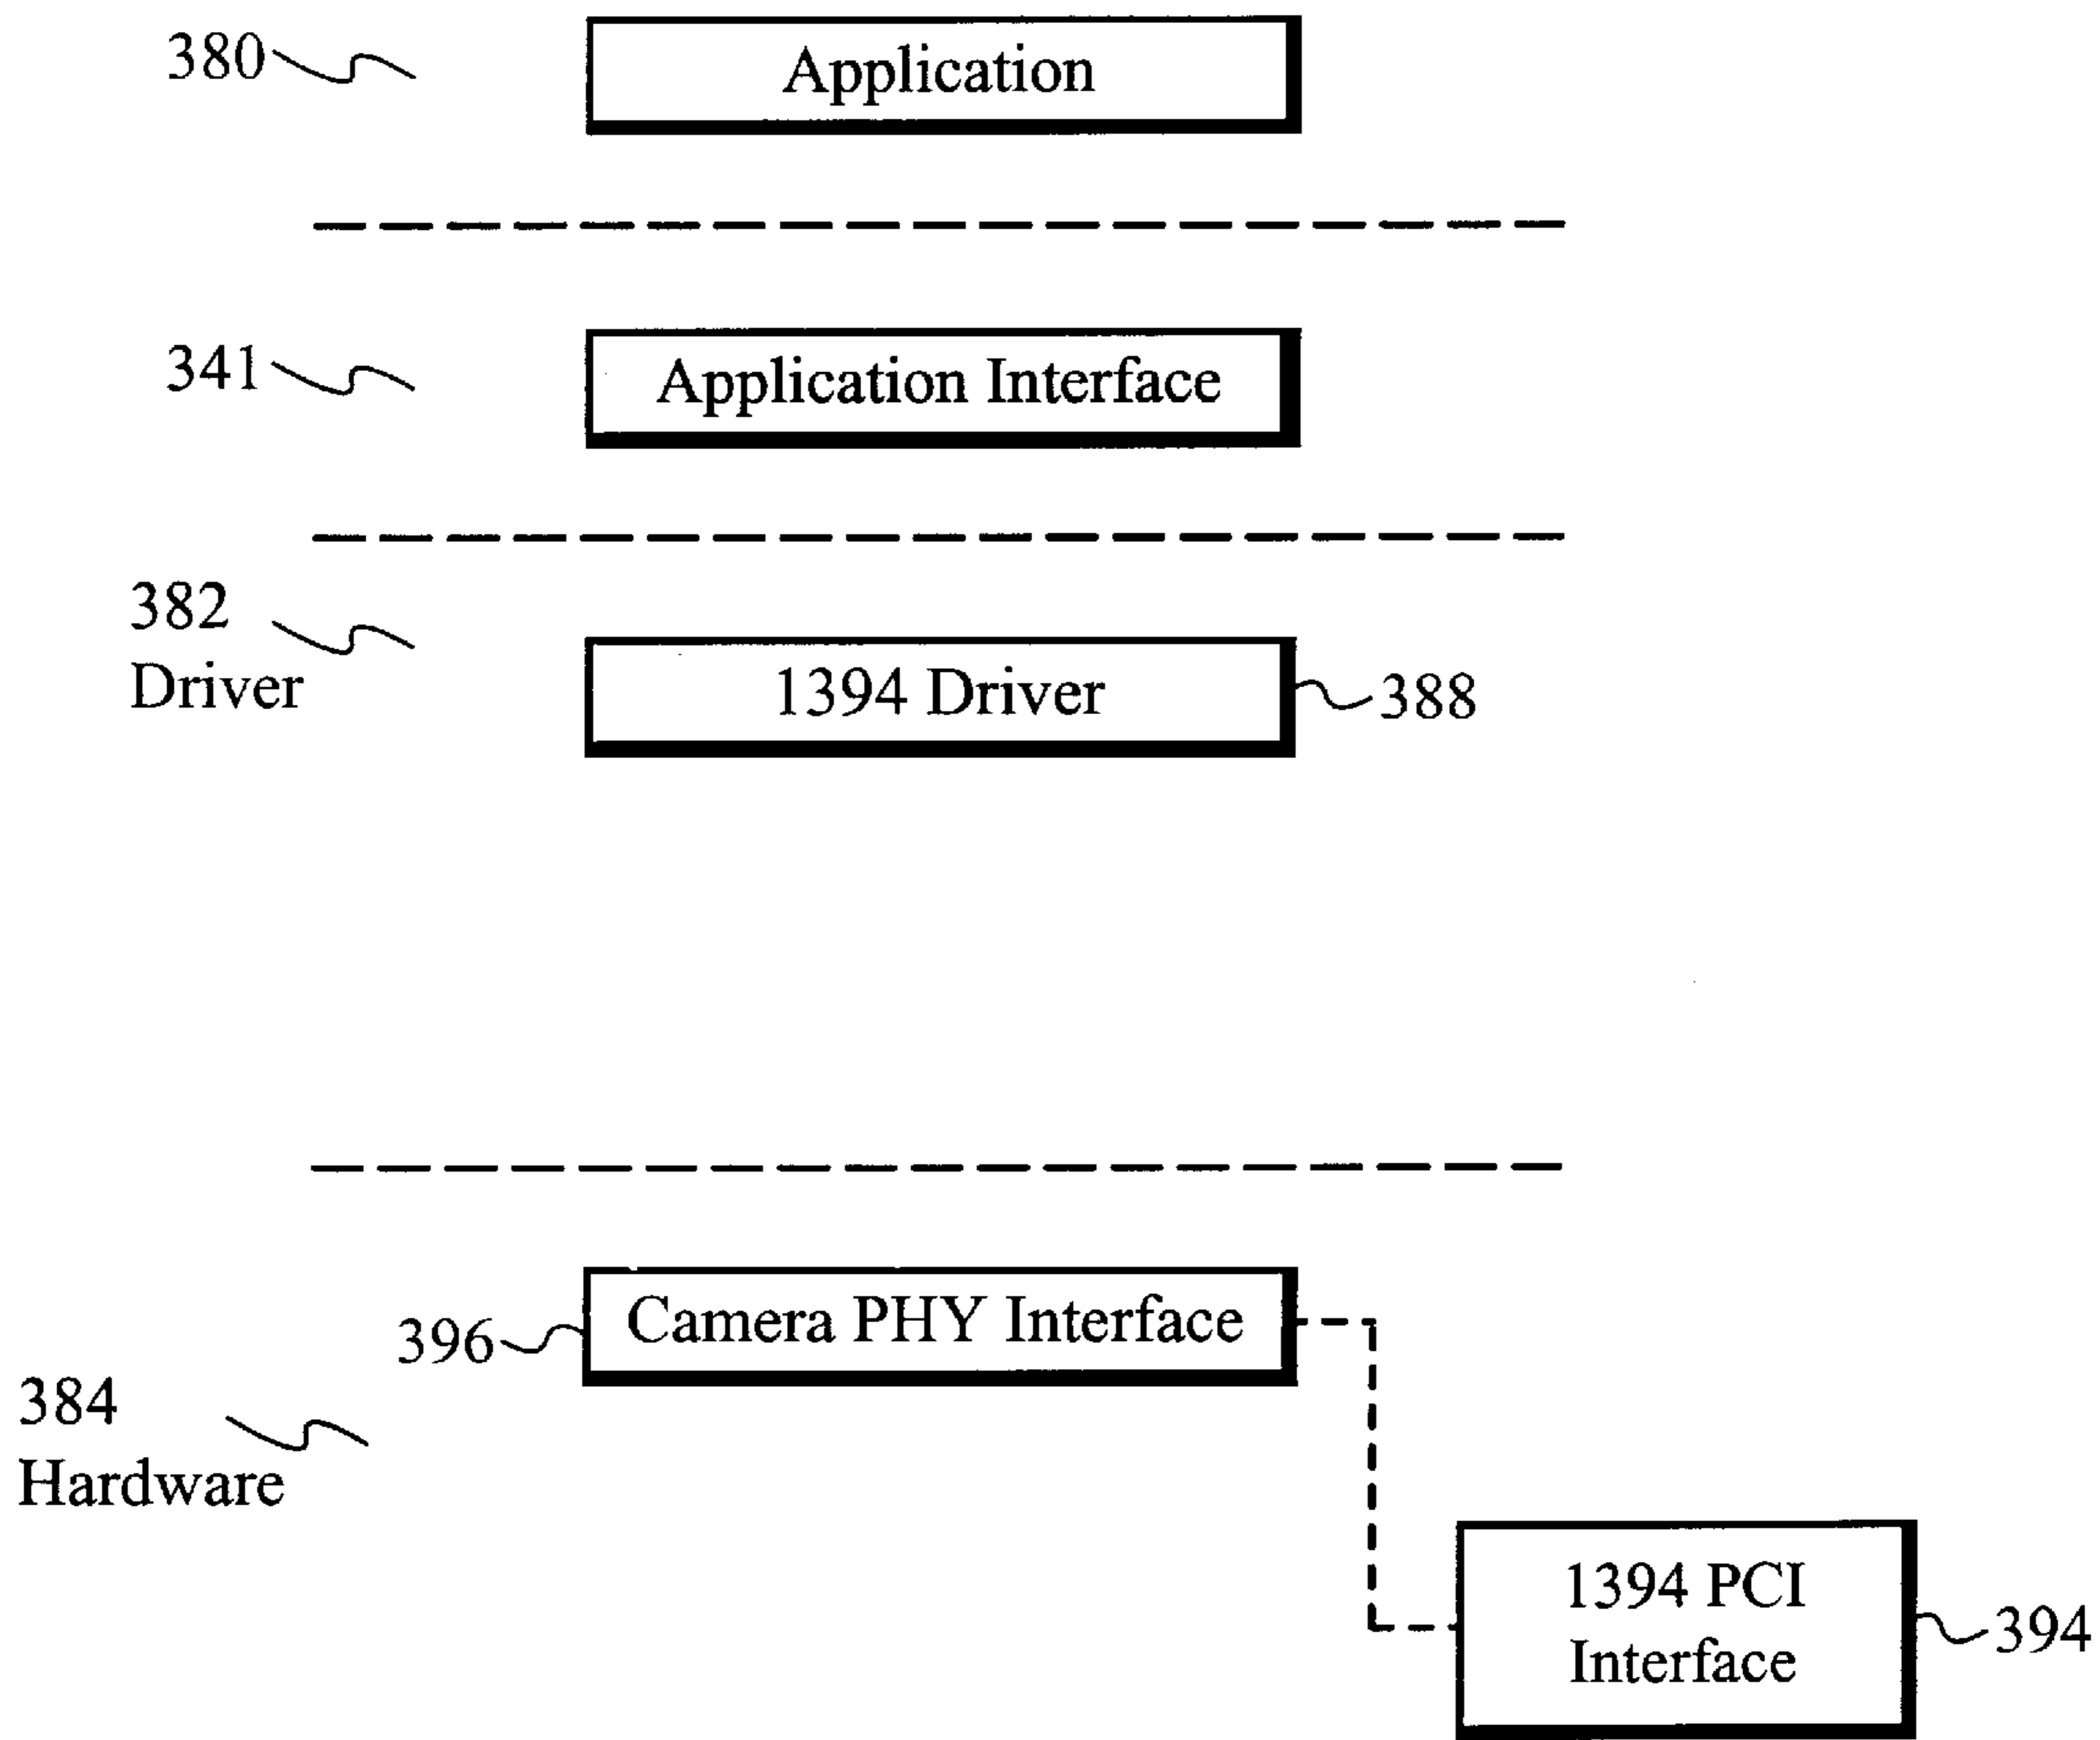 380
Application
341
Application Interface
382
Driver
1394 Driver
388
396
Camera PHY Interface
384
Hardware
1394 PCI
Interface
394